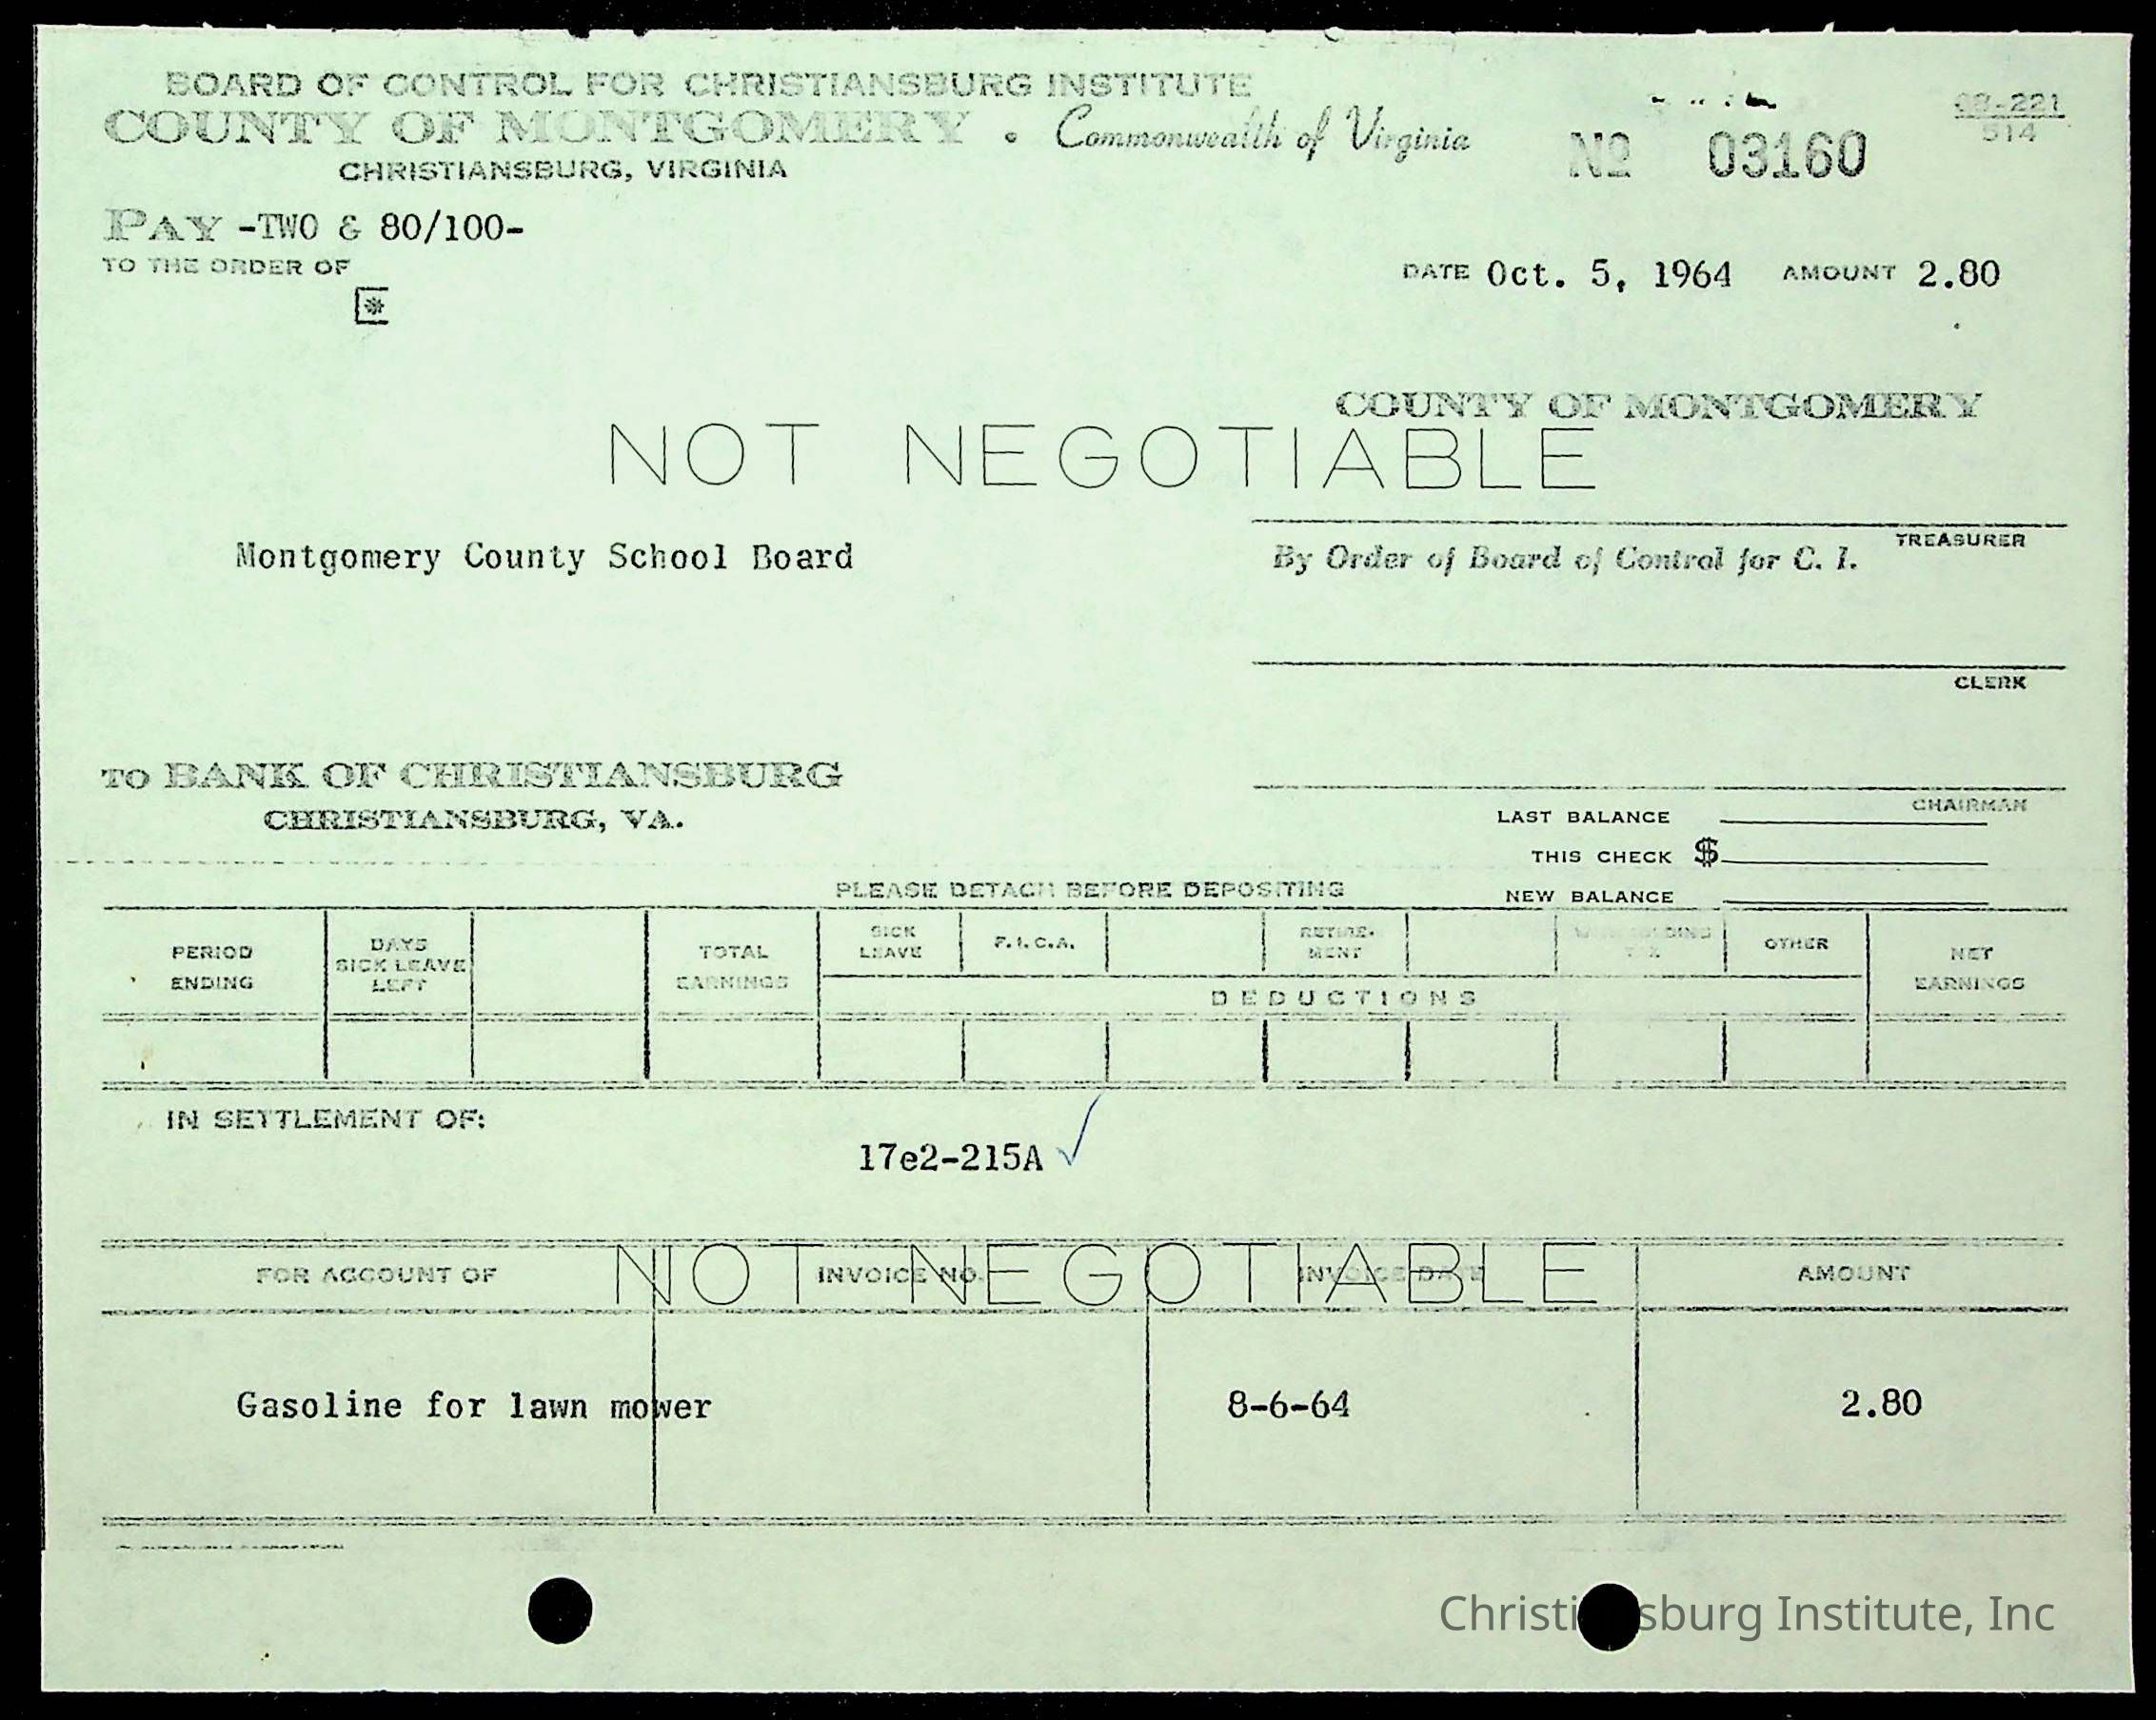 BOARD OF CONTROL FOR CHRISTIANSBURG INSTITUTE
COUNTY OF MONTGOMERY • Commonwealth of Virginia
CHRISTIANSBURG, VIRGINIA
No 03160
-221
514
PAY -TWO & 80/100-
TO THE ORDER OF
DATE Oct. 5, 1964 AMOUNT 2.80
COUNTY OF MONTGOMERY
NOT NEGOTIABLE
TREASURER
Montgomery County School Board
By Order of Board of Control for C. I.
CLERK
TO BANK OF CHRISTIANSBURG
CHRISTIANSBURG, VA.
CHAIRMAN
LAST BALANCE
THIS CHECK $
NEW BALANCE
PLEASE DETACH BEFORE DEPOSITING
PERIOD ENDING
DAYS SICK LEAVE LEFT
TOTAL EARNINGS
SICK LEAVE
F.I.C.A.
RETIRE-MENT
OTHER
NET EARNINGS
DEDUCTIONS
IN SETTLEMENT OF:
17e2-215A ✓
NOT NEGOTIABLE
FOR ACCOUNT OF INVOICE NO. INVOICE DATE AMOUNT
Gasoline for lawn mower 8-6-64 2.80
Christiansburg Institute, Inc